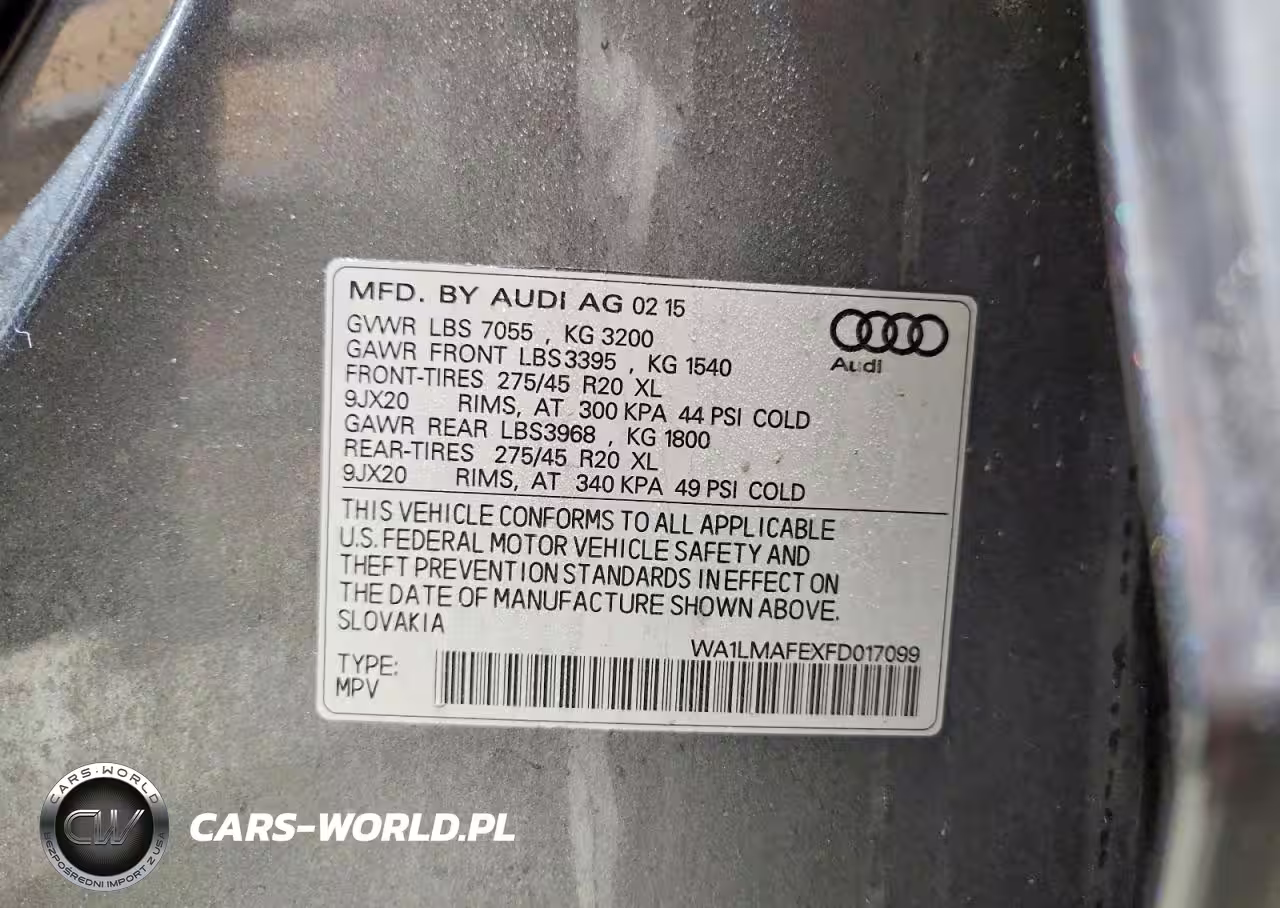 MFD. BY AUDI AG 02 15
GVWR LBS 7055 , KG 3200
GAWR FRONT LBS3395 , KG 1540
FRONT-TIRES 275/45 R20 XL
9JX20 RIMS, AT 300 KPA 44 PSI COLD
GAWR REAR LBS3968 , KG 1800
REAR-TIRES 275/45 R20 XL
9JX20 RIMS, AT 340 KPA 49 PSI COLD
Audi
THIS VEHICLE CONFORMS TO ALL APPLICABLE
U.S. FEDERAL MOTOR VEHICLE SAFETY AND
THEFT PREVENTION STANDARDS IN EFFECT ON
THE DATE OF MANUFACTURE SHOWN ABOVE.
SLOVAKIA
WA1LMAFEXFD017099
TYPE:
MPV
CARS-WORLD
CW
BEZPOŚREDNI IMPORT Z USA
CARS-WORLD.PL